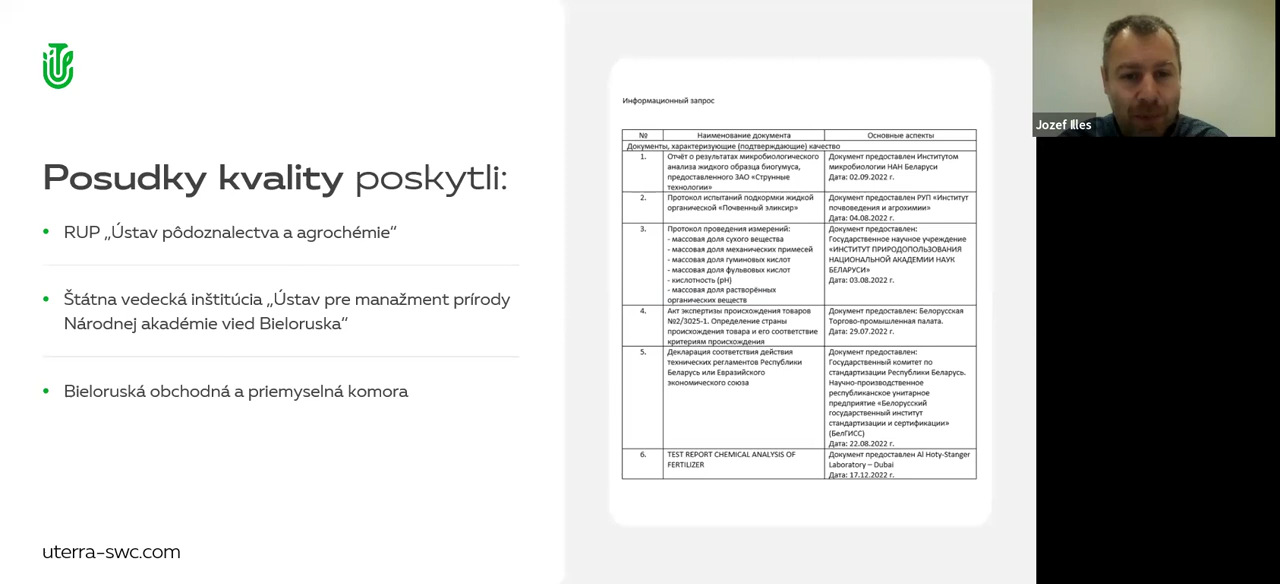 Posudky kvality poskytli:
• RUP „Ústav pôdoznalectva a agrochémie“
• Štátna vedecká inštitúcia „Ústav pre manažment prírody
Národnej akadémie vied Bieloruska“
• Bieloruská obchodná a priemyselná komora
uterra-swc.com
Информационный запрос
№ Наименование документа Основные аспекты
Документы, характеризующие (подтверждающие) качество
1.
Отчёт о результатах микробиологического
анализа жидкого образца биогумуса,
предоставленного ЗАО «Струнные
технологии»
Документ предоставлен Институтом
микробиологии НАН Беларуси
Дата: 02.09.2022 г.
2.
Протокол испытаний подкормки жидкой
органической «Почвенный эликсир»
Документ предоставлен РУП «Институт
почвоведения и агрохимии»
Дата: 04.08.2022 г.
3.
Протокол проведения измерений:
- массовая доля сухого вещества
- массовая доля механических примесей
- массовая доля гуминовых кислот
- массовая доля фульвовых кислот
- кислотность (pH)
- массовая доля растворённых
органических веществ
Документ предоставлен:
Государственное научное учреждение
«ИНСТИТУТ ПРИРОДОПОЛЬЗОВАНИЯ
НАЦИОНАЛЬНОЙ АКАДЕМИИ НАУК
БЕЛАРУСИ»
Дата: 03.08.2022 г.
4.
Акт экспертизы происхождения товаров
№2/3025-1. Определение страны
происхождения товара и его соответствие
критериям происхождения
Документ предоставлен: Белорусская
Торгово-промышленная палата.
Дата: 29.07.2022 г.
5.
Декларация соответствия действия
технических регламентов Республики
Беларусь или Евразийского
экономического союза
Документ предоставлен:
Государственный комитет по
стандартизации Республики Беларусь.
Научно-производственное
республиканское унитарное
предприятие «Белорусский
государственный институт
стандартизации и сертификации»
(БелГИСС)
Дата: 22.08.2022 г.
6.
TEST REPORT CHEMICAL ANALYSIS OF
FERTILIZER
Документ предоставлен Al Hoty-Stanger
Laboratory – Dubai
Дата: 17.12.2022 г.
Jozef Illes